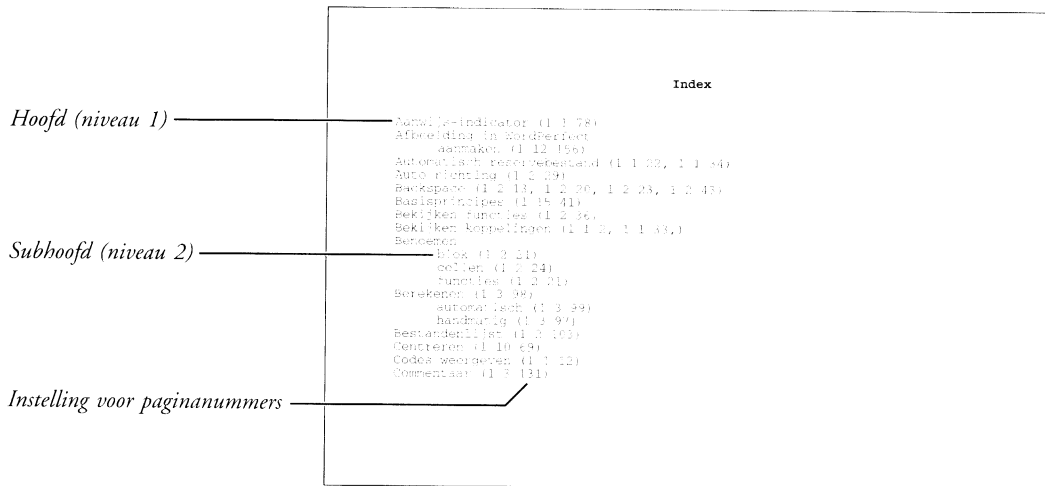 Index
Hoofd (niveau 1)
Aanwijs-indicator (1 1 78)
Afbeelding in WordPerfect
aanmaken (1 12 156)
Automatisch reservebestand (1 1 22, 1 1 34)
Auto richting (1 2 29)
Backspace (1 2 13, 1 2 20, 1 2 23, 1 2 43)
Basisprincipes (1 15 41)
Bekijken functies (1 2 36)
Bekijken koppelingen (1 1 2, 1 1 33,)
Benoemen
Subhoofd (niveau 2)
blok (1 2 21)
cellen (1 2 24)
functies (1 2 21)
Berekenen (1 3 98)
automatisch (1 3 99)
handmatig (1 3 97)
Bestandenlijst (1 2 103)
Centreren (1 10 69)
Codes weergeven (1 1 12)
Commentaar (1 3 131)
Instelling voor paginanummers